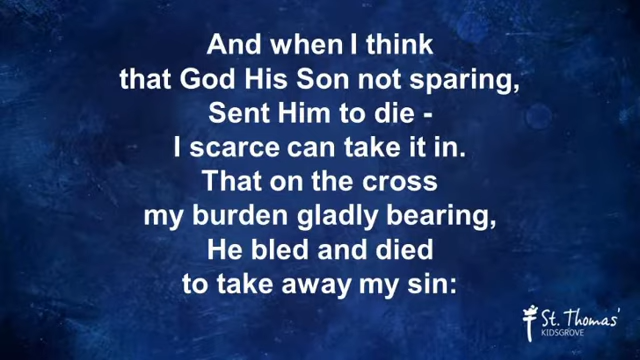 And when I think
that God His Son not sparing,
Sent Him to die -
I scarce can take it in.
That on the cross
my burden gladly bearing,
He bled and died
to take away my sin:
St. Thomas'
KIDSGROVE